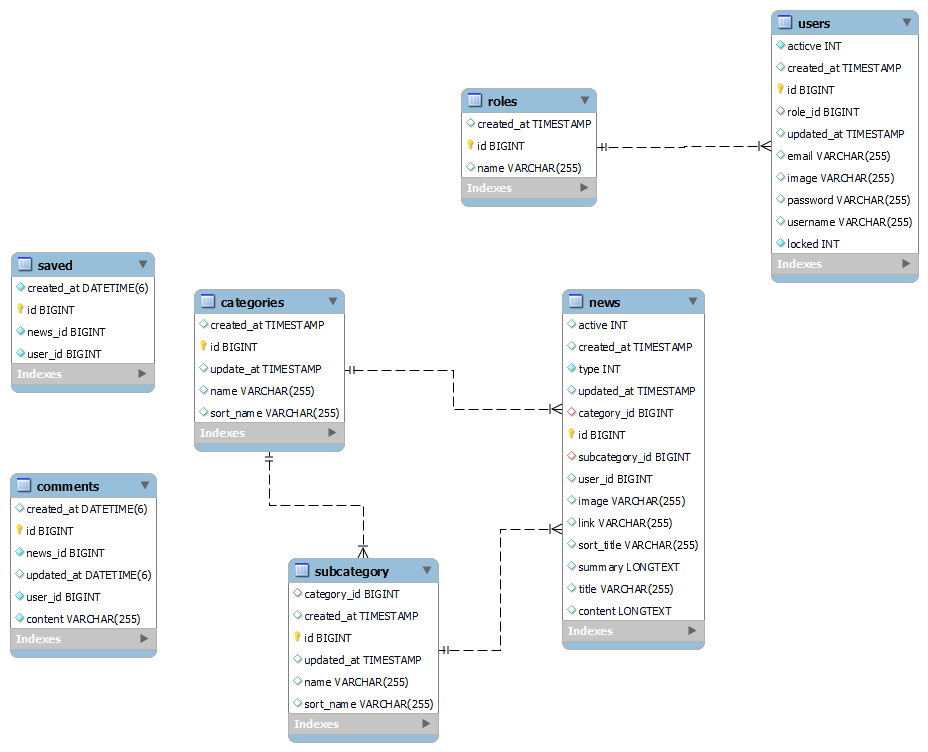 users
acticve INT
created_at TIMESTAMP
id BIGINT
role_id BIGINT
updated_at TIMESTAMP
email VARCHAR(255)
image VARCHAR(255)
password VARCHAR(255)
username VARCHAR(255)
locked INT
Indexes
roles
created_at TIMESTAMP
id BIGINT
name VARCHAR(255)
Indexes
saved
created_at DATETIME(6)
id BIGINT
news_id BIGINT
user_id BIGINT
Indexes
categories
created_at TIMESTAMP
id BIGINT
update_at TIMESTAMP
name VARCHAR(255)
sort_name VARCHAR(255)
Indexes
news
active INT
created_at TIMESTAMP
type INT
updated_at TIMESTAMP
category_id BIGINT
id BIGINT
subcategory_id BIGINT
user_id BIGINT
image VARCHAR(255)
link VARCHAR(255)
sort_title VARCHAR(255)
summary LONGTEXT
title VARCHAR(255)
content LONGTEXT
Indexes
comments
created_at DATETIME(6)
id BIGINT
news_id BIGINT
updated_at DATETIME(6)
user_id BIGINT
content VARCHAR(255)
Indexes
subcategory
category_id BIGINT
created_at TIMESTAMP
id BIGINT
updated_at TIMESTAMP
name VARCHAR(255)
sort_name VARCHAR(255)
Indexes